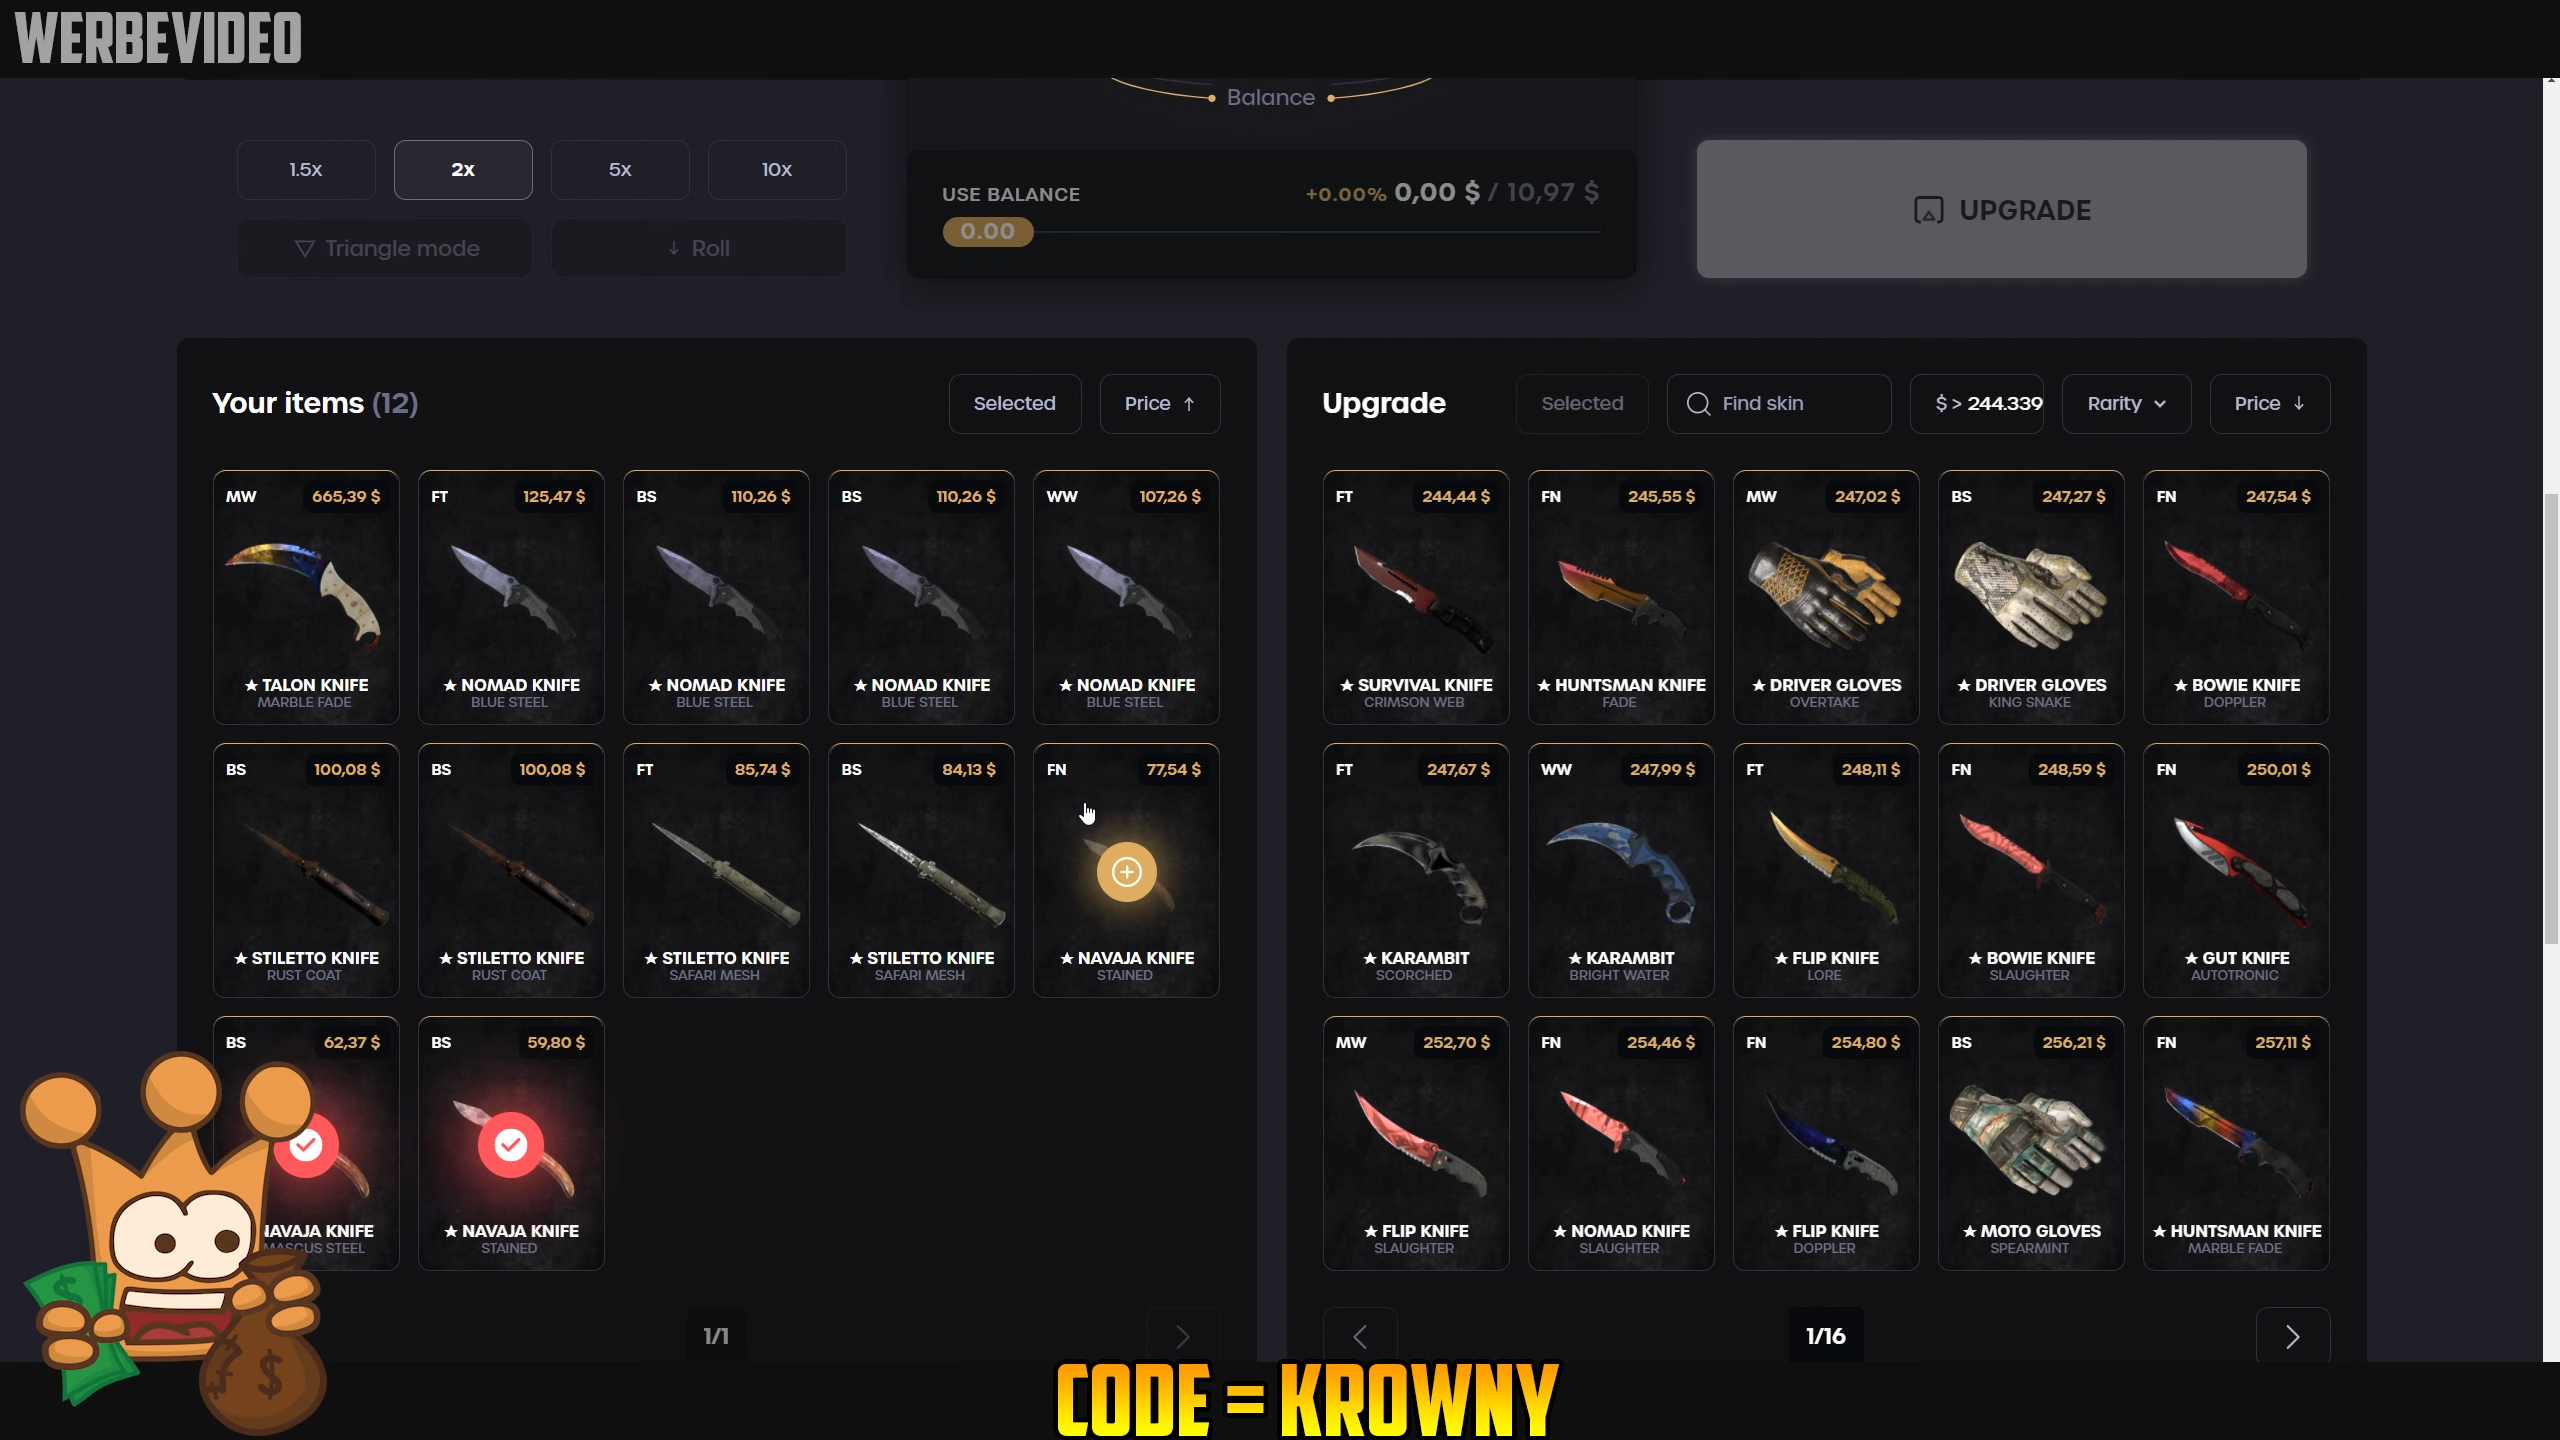 WERBEVIDEO
Balance
1.5x 2x 5x 10x
Triangle mode Roll
USE BALANCE +0.00% 0,00 $ / 10,97 $
0.00
UPGRADE
Your items (12) Selected Price
Upgrade Selected Find skin $ > 244.339 Rarity Price
MW 665,39 $ FT 125,47 $ BS 110,26 $ BS 110,26 $ WW 107,26 $
★ TALON KNIFE ★ NOMAD KNIFE ★ NOMAD KNIFE ★ NOMAD KNIFE ★ NOMAD KNIFE
MARBLE FADE BLUE STEEL BLUE STEEL BLUE STEEL BLUE STEEL
BS 100,08 $ BS 100,08 $ FT 85,74 $ BS 84,13 $ FN 77,54 $
★ STILETTO KNIFE ★ STILETTO KNIFE ★ STILETTO KNIFE ★ STILETTO KNIFE ★ NAVAJA KNIFE
RUST COAT RUST COAT SAFARI MESH SAFARI MESH STAINED
BS 62,37 $ BS 59,80 $
NAVAJA KNIFE ★ NAVAJA KNIFE
MASCUS STEEL STAINED
1/1
FT 244,44 $ FN 245,55 $ MW 247,02 $ BS 247,27 $ FN 247,54 $
★ SURVIVAL KNIFE ★ HUNTSMAN KNIFE ★ DRIVER GLOVES ★ DRIVER GLOVES ★ BOWIE KNIFE
CRIMSON WEB FADE OVERTAKE KING SNAKE DOPPLER
FT 247,67 $ WW 247,99 $ FT 248,11 $ FN 248,59 $ FN 250,01 $
★ KARAMBIT ★ KARAMBIT ★ FLIP KNIFE ★ BOWIE KNIFE ★ GUT KNIFE
SCORCHED BRIGHT WATER LORE SLAUGHTER AUTOTRONIC
MW 252,70 $ FN 254,46 $ FN 254,80 $ BS 256,21 $ FN 257,11 $
★ FLIP KNIFE ★ NOMAD KNIFE ★ FLIP KNIFE ★ MOTO GLOVES ★ HUNTSMAN KNIFE
SLAUGHTER SLAUGHTER DOPPLER SPEARMINT MARBLE FADE
1/16
$ $
CODE = KROWNY